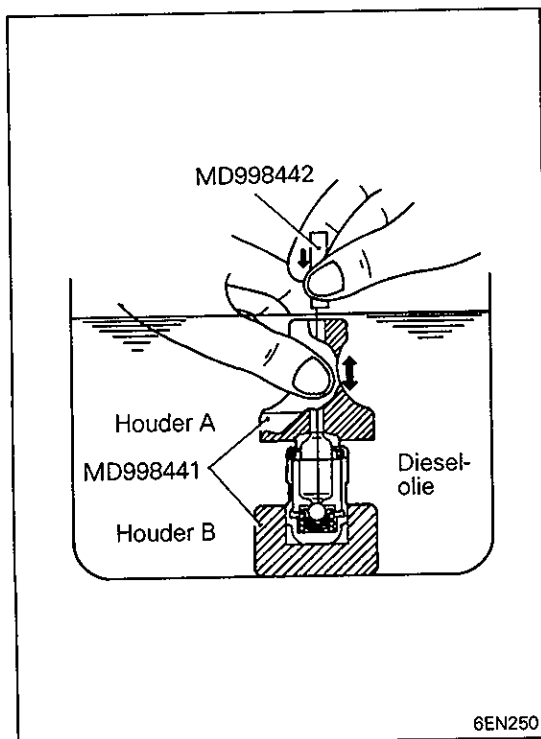 MD998442
Houder A
MD998441
Houder B
Diesel-
olie
6EN250